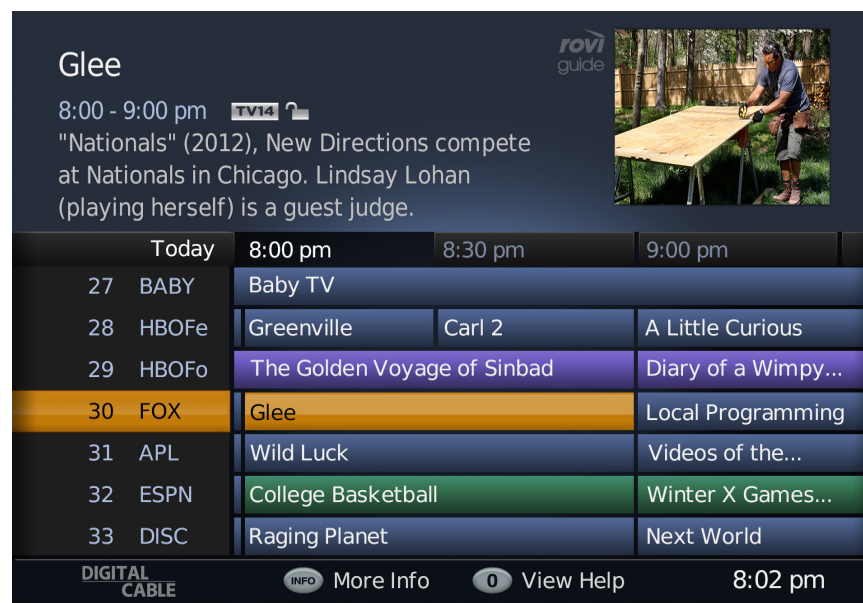 Glee
rovi
guide
8:00 - 9:00 pm TV14
"Nationals" (2012), New Directions compete
at Nationals in Chicago. Lindsay Lohan
(playing herself) is a guest judge.
Today 8:00 pm 8:30 pm 9:00 pm
27 BABY Baby TV
28 HBOFe Greenville Carl 2 A Little Curious
29 HBOFo The Golden Voyage of Sinbad Diary of a Wimpy...
30 FOX Glee Local Programming
31 APL Wild Luck Videos of the...
32 ESPN College Basketball Winter X Games...
33 DISC Raging Planet Next World
DIGITAL
CABLE
INFO More Info 0 View Help 8:02 pm